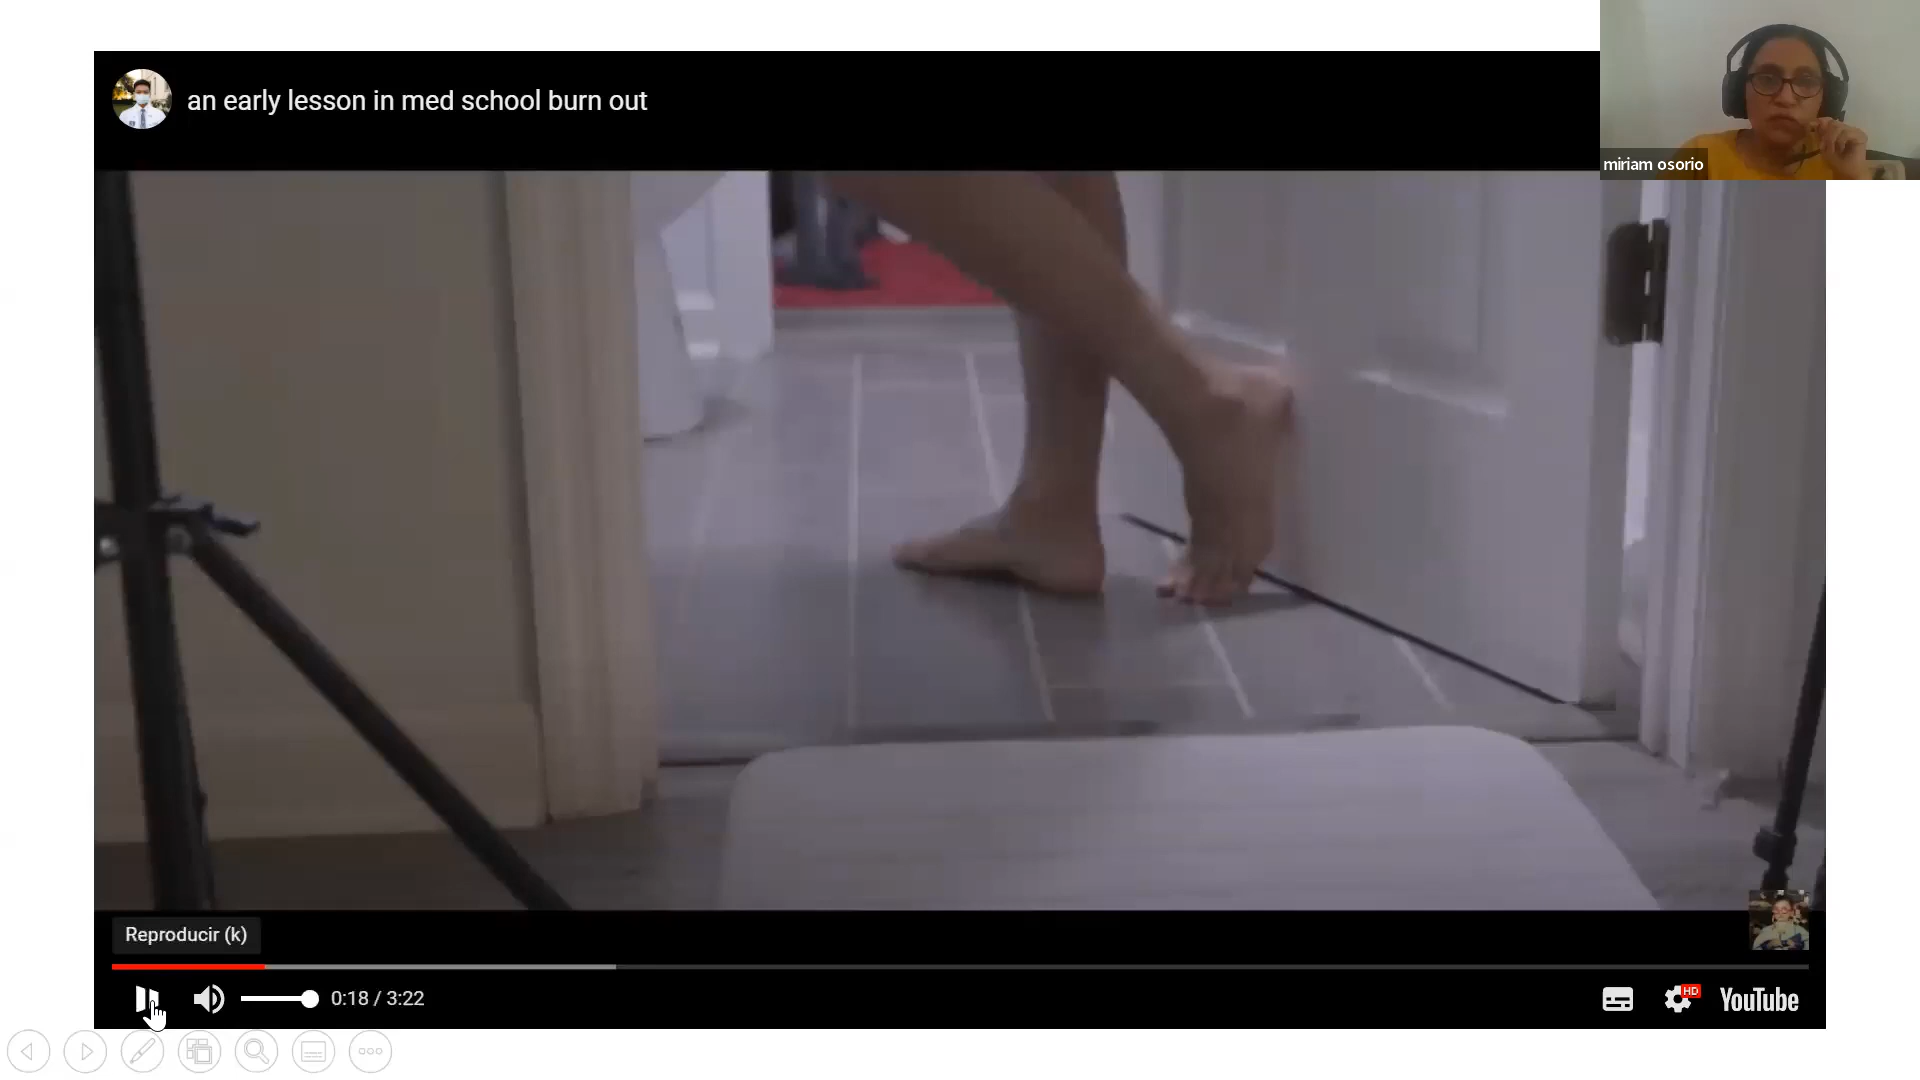 an early lesson in med school burn out
miriam osorio
Reproducir (k)
0:18 / 3:22
HD
YouTube